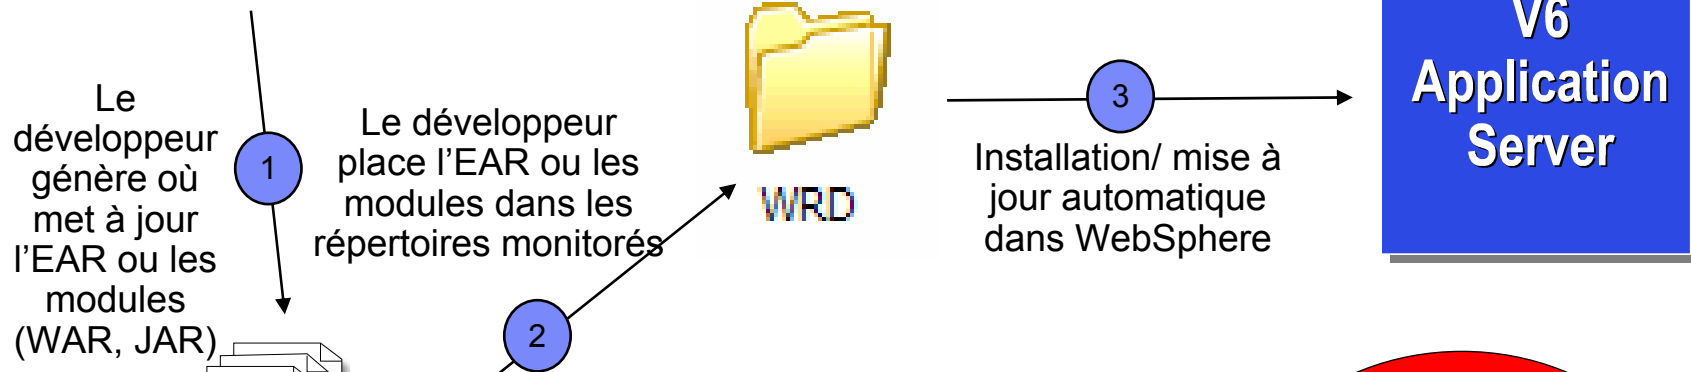 Le
développeur
génère où
met à jour
l’EAR ou les
modules
(WAR, JAR)
1
Le développeur
place l’EAR ou les
modules dans les
répertoires monitorés
2
WRD
3
Installation/ mise à
jour automatique
dans WebSphere
V6
Application
Server